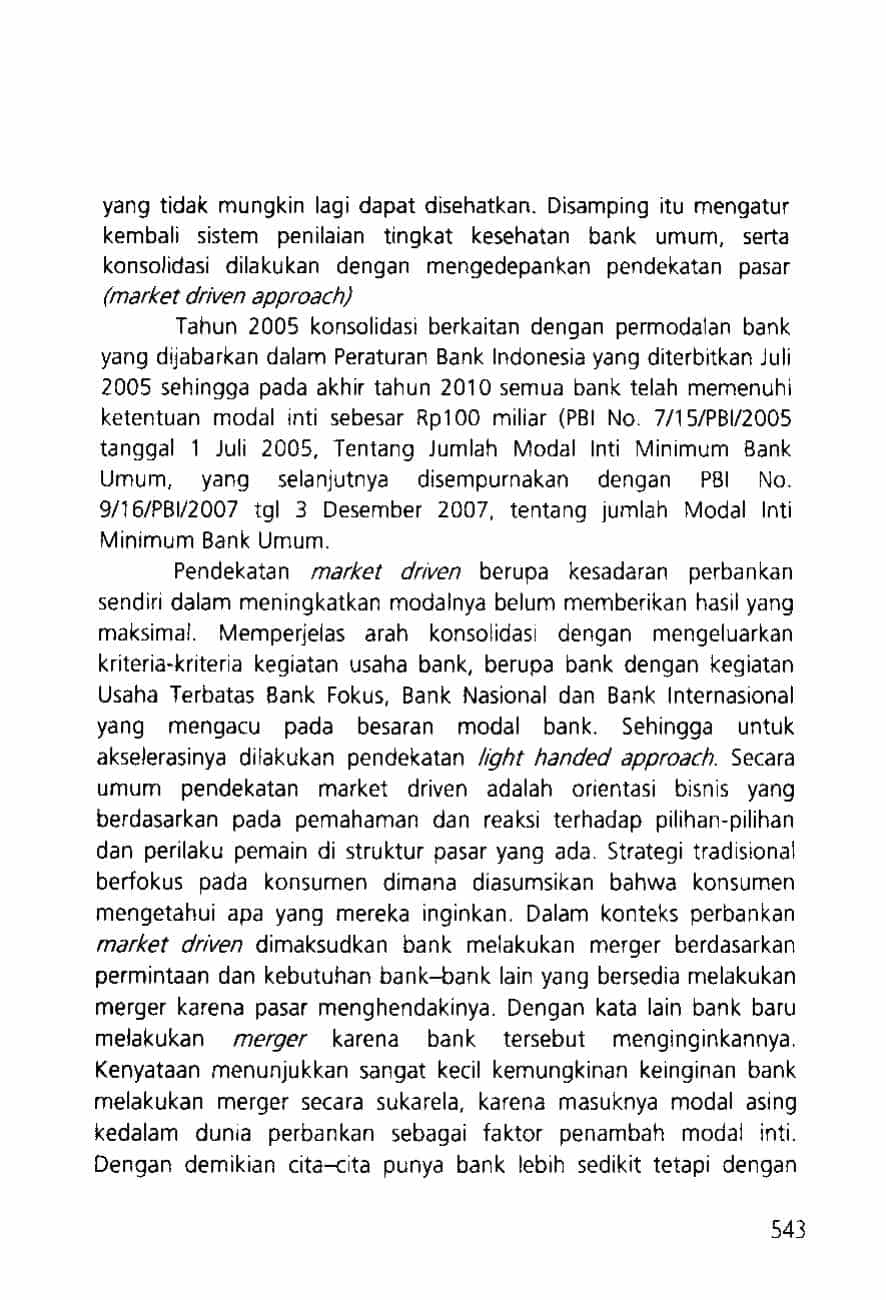 yang tidak mungkin lagi dapat disehatkan. Disamping itu mengatur
kembali sistem penilaian tingkat kesehatan bank umum, serta
konsolidasi dilakukan dengan mengedepankan pendekatan pasar
(market driven approach)
Tahun 2005 konsolidasi berkaitan dengan permodalan bank
yang dijabarkan dalam Peraturan Bank Indonesia yang diterbitkan Juli
2005 sehingga pada akhir tahun 2010 semua bank telah memenuhi
ketentuan modal inti sebesar Rp100 miliar (PBI No. 7/15/PBI/2005
tanggal 1 Juli 2005, Tentang Jumlah Modal Inti Minimum Bank
Umum, yang selanjutnya disempurnakan dengan PBI No.
9/16/PBI/2007 tgl 3 Desember 2007, tentang jumlah Modal Inti
Minimum Bank Umum.
Pendekatan market driven berupa kesadaran perbankan
sendiri dalam meningkatkan modalnya belum memberikan hasil yang
maksimal. Memperjelas arah konsolidasi dengan mengeluarkan
kriteria-kriteria kegiatan usaha bank, berupa bank dengan kegiatan
Usaha Terbatas Bank Fokus, Bank Nasional dan Bank Internasional
yang mengacu pada besaran modal bank. Sehingga untuk
akselerasinya dilakukan pendekatan light handed approach. Secara
umum pendekatan market driven adalah orientasi bisnis yang
berdasarkan pada pemahaman dan reaksi terhadap pilihan-pilihan
dan perilaku pemain di struktur pasar yang ada. Strategi tradisional
berfokus pada konsumen dimana diasumsikan bahwa konsumen
mengetahui apa yang mereka inginkan. Dalam konteks perbankan
market driven dimaksudkan bank melakukan merger berdasarkan
permintaan dan kebutuhan bank–bank lain yang bersedia melakukan
merger karena pasar menghendakinya. Dengan kata lain bank baru
melakukan merger karena bank tersebut menginginkannya.
Kenyataan menunjukkan sangat kecil kemungkinan keinginan bank
melakukan merger secara sukarela, karena masuknya modal asing
kedalam dunia perbankan sebagai faktor penambah modal inti.
Dengan demikian cita–cita punya bank lebih sedikit tetapi dengan
543